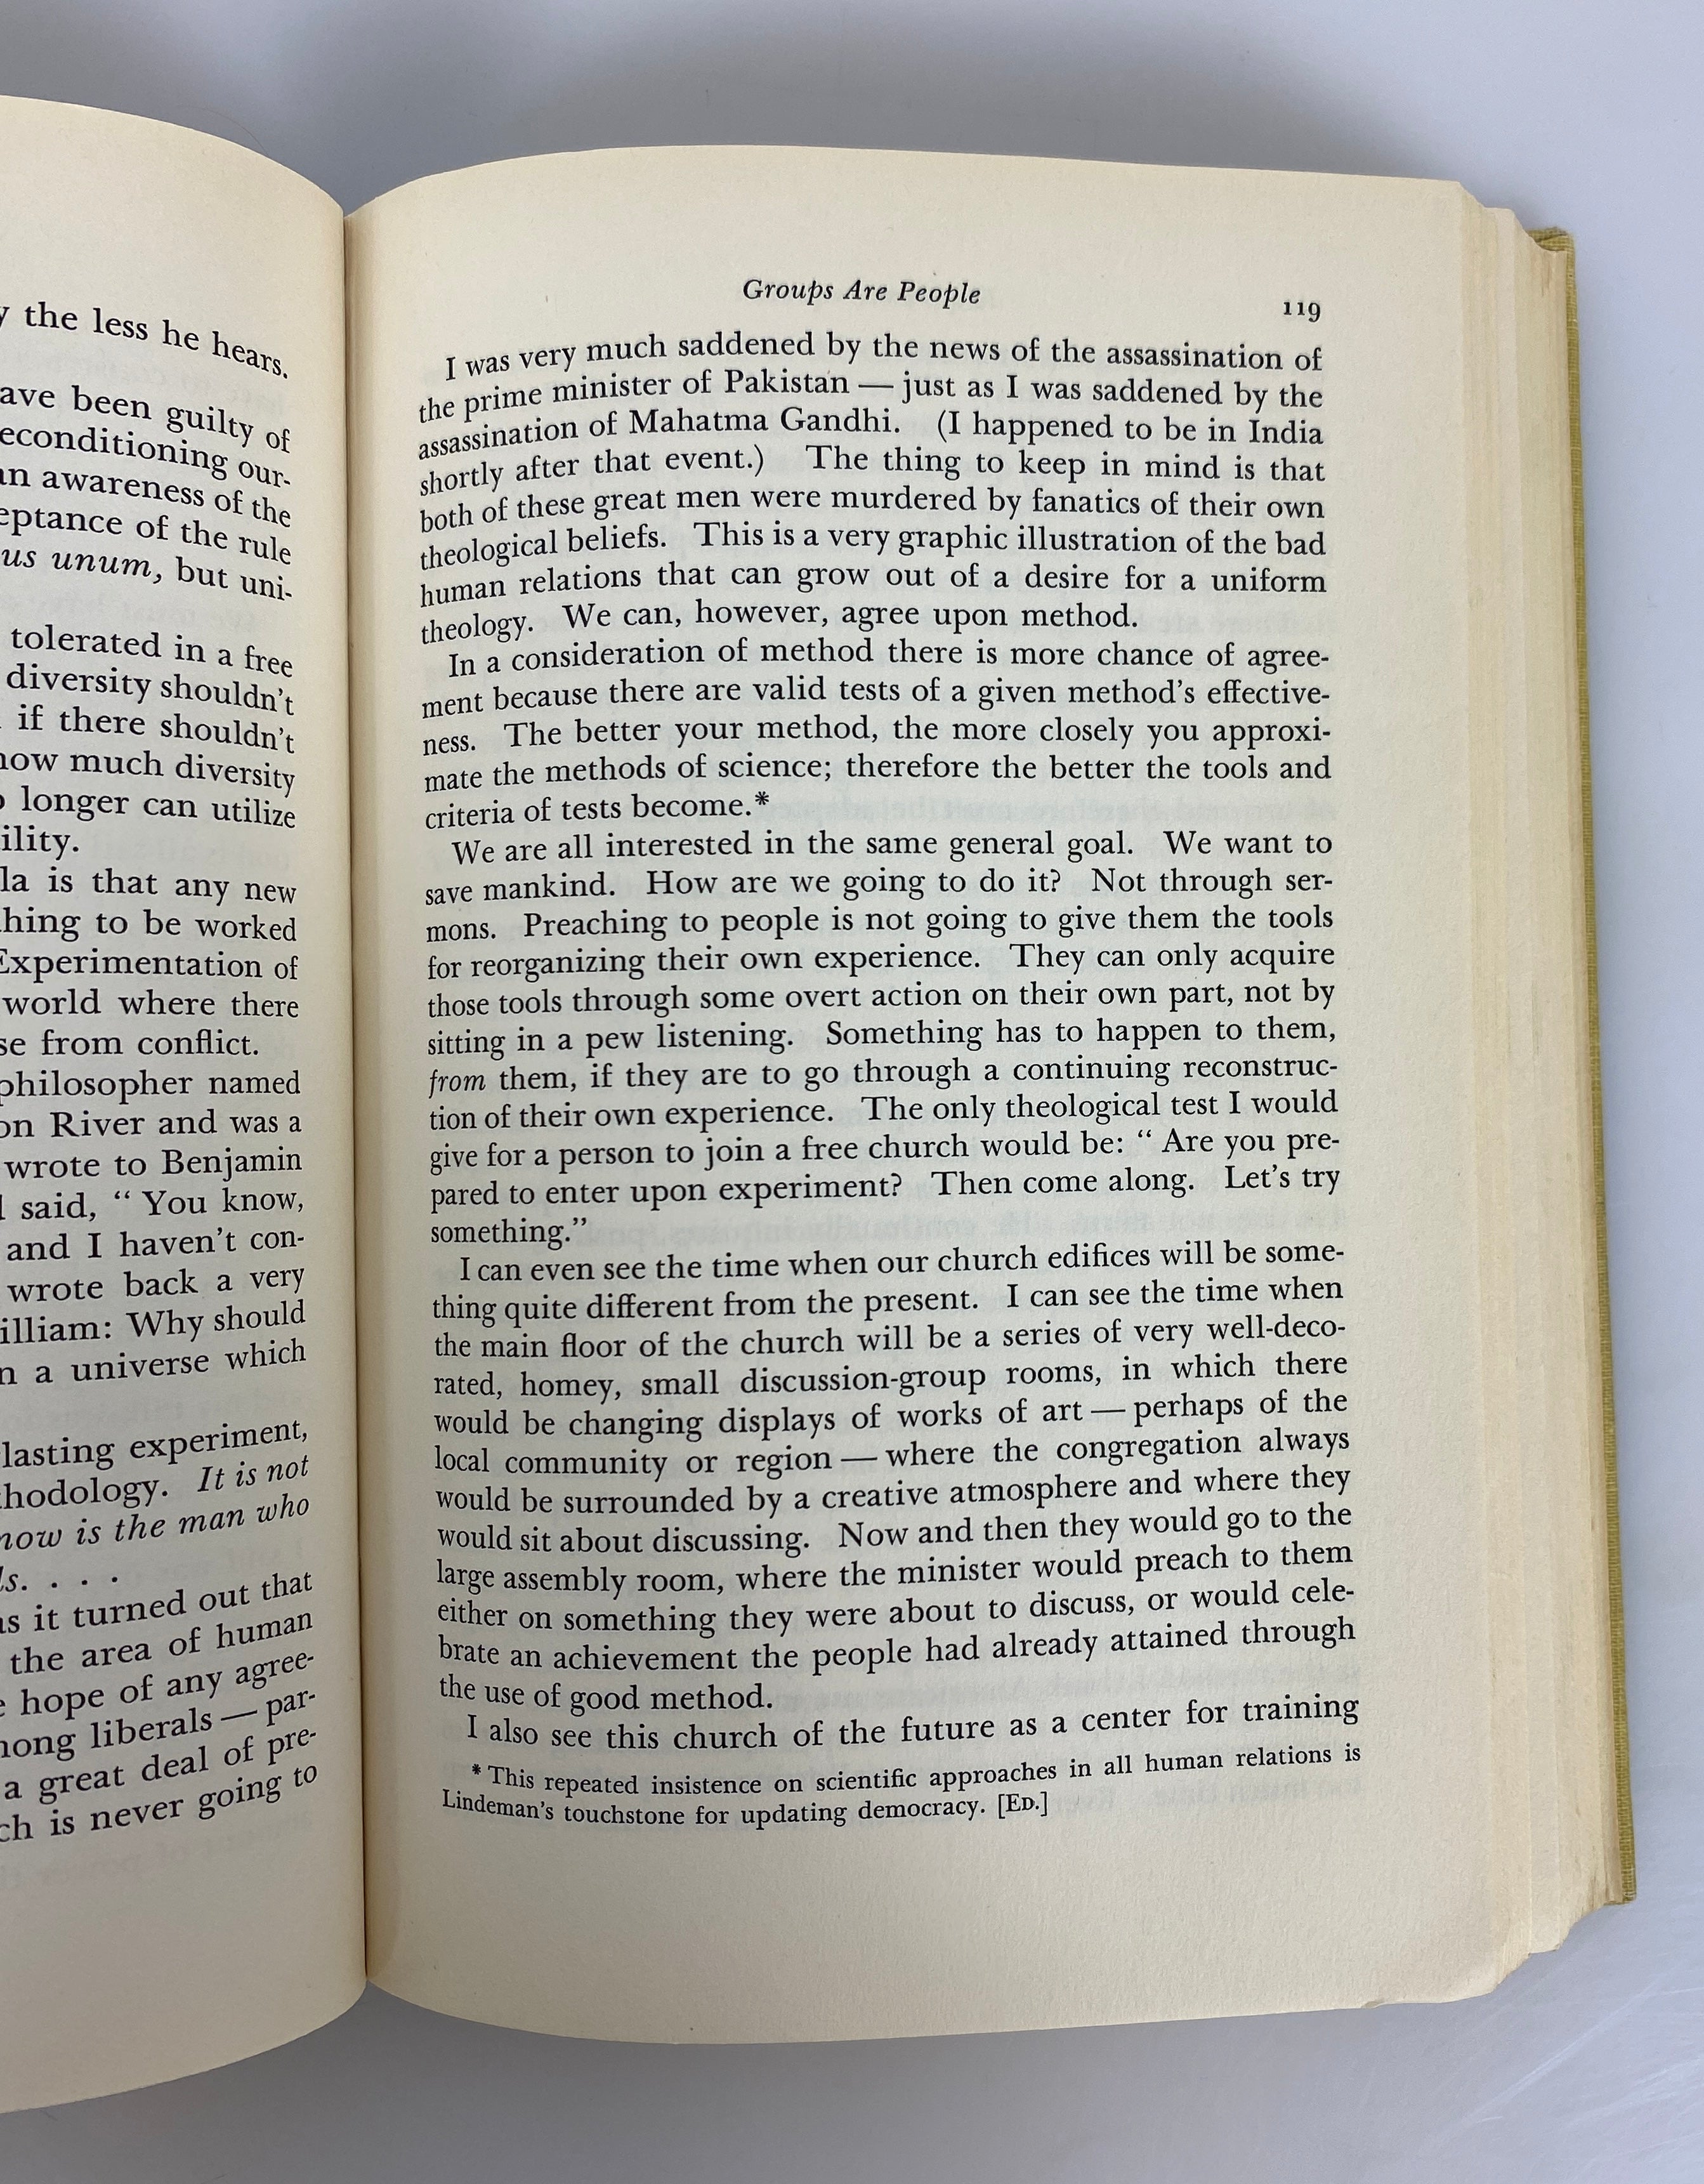 y the less he hears.
ave been guilty of
econditioning our-
an awareness of the
eptance of the rule
us unum, but uni-
tolerated in a free
diversity shouldn't
if there shouldn't
now much diversity
longer can utilize
ility.
la is that any new
hing to be worked
Experimentation of
world where there
se from conflict.
philosopher named
on River and was a
wrote to Benjamin
said, “ You know,
and I haven't con-
wrote back a very
illiam: Why should
n a universe which
lasting experiment,
hodology. It is not
now is the man who
ls. . . .
as it turned out that
the area of human
e hope of any agree-
nong liberals — par-
a great deal of pre-
ch is never going to
Groups Are People
119
I was very much saddened by the news of the assassination of
the prime minister of Pakistan — just as I was saddened by the
assassination of Mahatma Gandhi. (I happened to be in India
shortly after that event.) The thing to keep in mind is that
both of these great men were murdered by fanatics of their own
theological beliefs. This is a very graphic illustration of the bad
human relations that can grow out of a desire for a uniform
theology. We can, however, agree upon method.
In a consideration of method there is more chance of agree-
ment because there are valid tests of a given method's effective-
ness. The better your method, the more closely you approxi-
mate the methods of science; therefore the better the tools and
criteria of tests become.*
We are all interested in the same general goal. We want to
save mankind. How are we going to do it? Not through ser-
mons. Preaching to people is not going to give them the tools
for reorganizing their own experience. They can only acquire
those tools through some overt action on their own part, not by
sitting in a pew listening. Something has to happen to them,
from them, if they are to go through a continuing reconstruc-
tion of their own experience. The only theological test I would
give for a person to join a free church would be: “ Are you pre-
pared to enter upon experiment? Then come along. Let's try
something.”
I can even see the time when our church edifices will be some-
thing quite different from the present. I can see the time when
the main floor of the church will be a series of very well-deco-
rated, homey, small discussion-group rooms, in which there
would be changing displays of works of art — perhaps of the
local community or region — where the congregation always
would be surrounded by a creative atmosphere and where they
would sit about discussing. Now and then they would go to the
large assembly room, where the minister would preach to them
either on something they were about to discuss, or would cele-
brate an achievement the people had already attained through
the use of good method.
I also see this church of the future as a center for training
* This repeated insistence on scientific approaches in all human relations is
Lindeman's touchstone for updating democracy. [ED.]